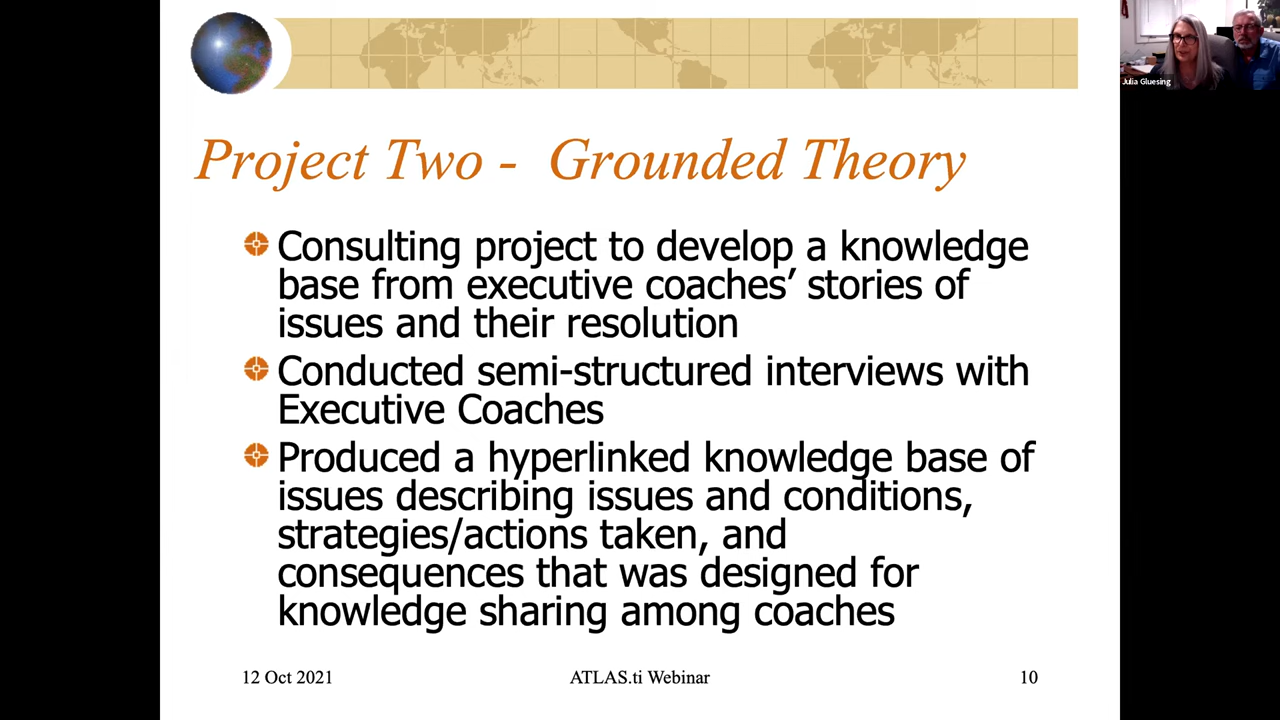 Julia Gluesing
Project Two - Grounded Theory
Consulting project to develop a knowledge
base from executive coaches’ stories of
issues and their resolution
Conducted semi-structured interviews with
Executive Coaches
Produced a hyperlinked knowledge base of
issues describing issues and conditions,
strategies/actions taken, and
consequences that was designed for
knowledge sharing among coaches
12 Oct 2021
ATLAS.ti Webinar
10